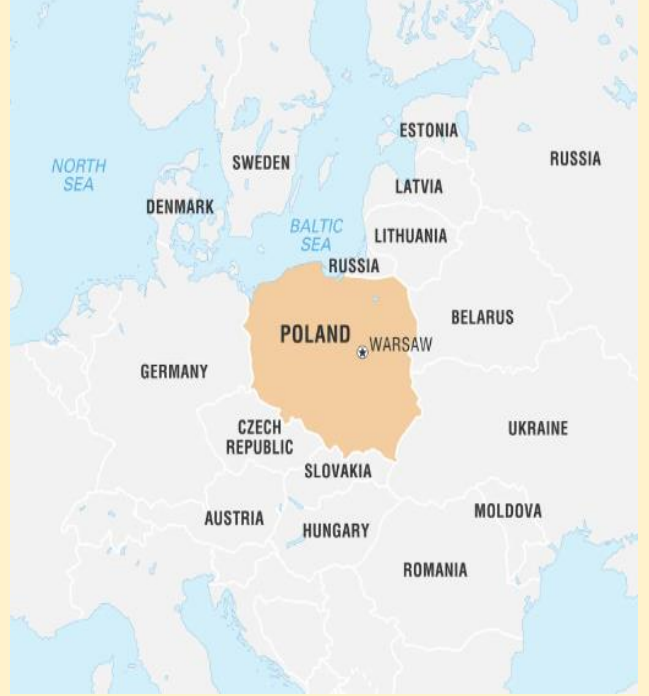 ESTONIA
RUSSIA
NORTH
SEA
SWEDEN
LATVIA
DENMARK
BALTIC
SEA
LITHUANIA
RUSSIA
BELARUS
POLAND
WARSAW
GERMANY
CZECH
REPUBLIC
UKRAINE
SLOVAKIA
MOLDOVA
AUSTRIA
HUNGARY
ROMANIA